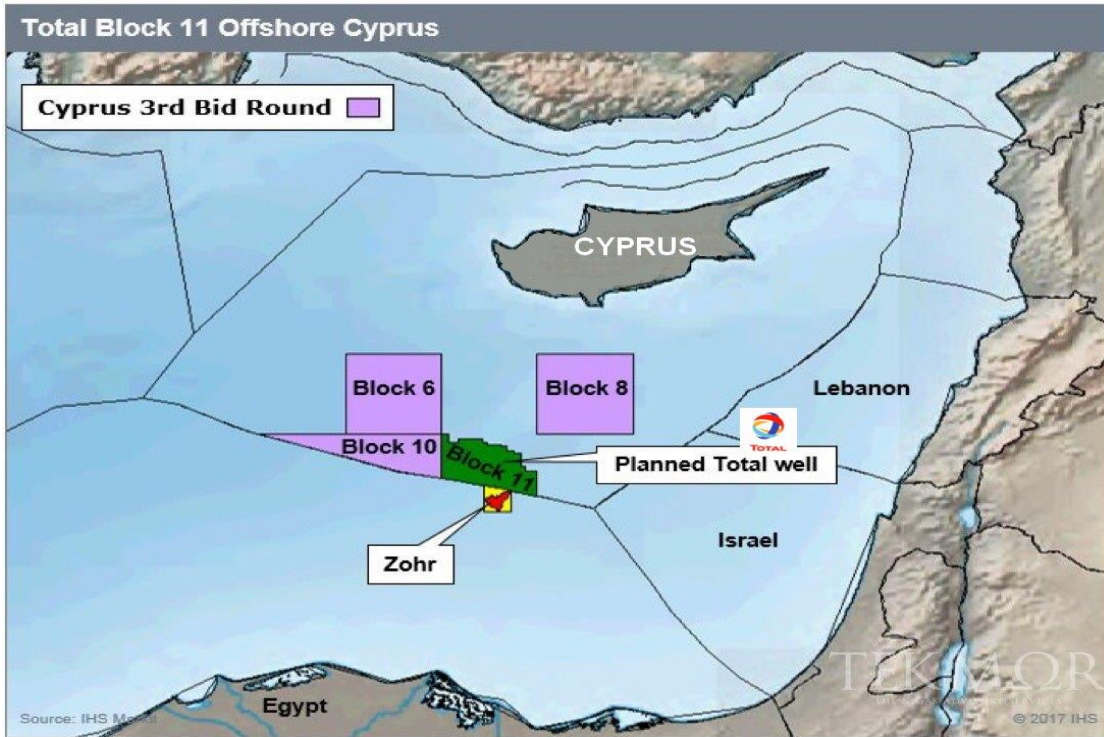 Total Block 11 Offshore Cyprus
Cyprus 3rd Bid Round
CYPRUS
Block 6
Block 8
Lebanon
TOTAL
Block 10
Block 11
Planned Total well
Israel
Zohr
TEKMOR
Egypt
Source: IHS
© 2017 IHS